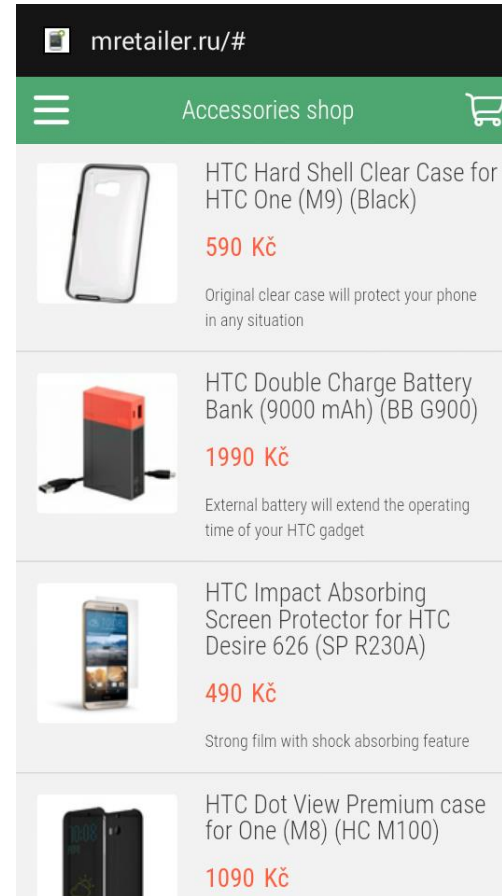 mretailer.ru/#
Accessories shop
HTC Hard Shell Clear Case for
HTC One (M9) (Black)
590 Kč
Original clear case will protect your phone
in any situation
HTC Double Charge Battery
Bank (9000 mAh) (BB G900)
1990 Kč
External battery will extend the operating
time of your HTC gadget
HTC Impact Absorbing
Screen Protector for HTC
Desire 626 (SP R230A)
490 Kč
Strong film with shock absorbing feature
10:08
HTC Dot View Premium case
for One (M8) (HC M100)
1090 Kč